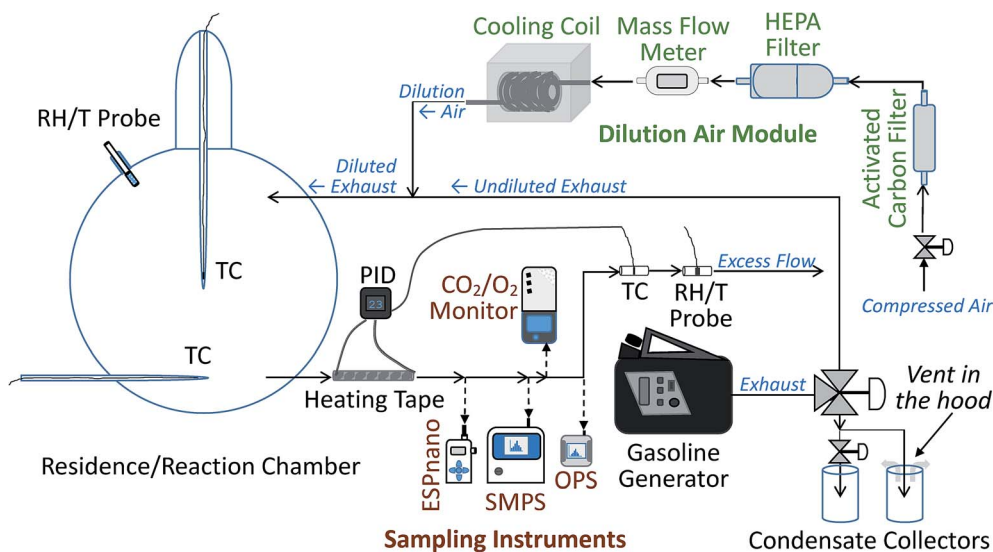 Cooling Coil
Mass Flow
Meter
HEPA
Filter
Dilution
← Air
Dilution Air Module
Activated
Carbon Filter
RH/T Probe
Diluted
← Exhaust
← Undiluted Exhaust
TC
PID
23
CO₂/O₂
Monitor
TC
RH/T
Probe
Excess Flow
Compressed Air
TC
Heating Tape
Exhaust
Vent in
the hood
Residence/Reaction Chamber
ESPnano
SMPS
OPS
Gasoline
Generator
Sampling Instruments
Condensate Collectors